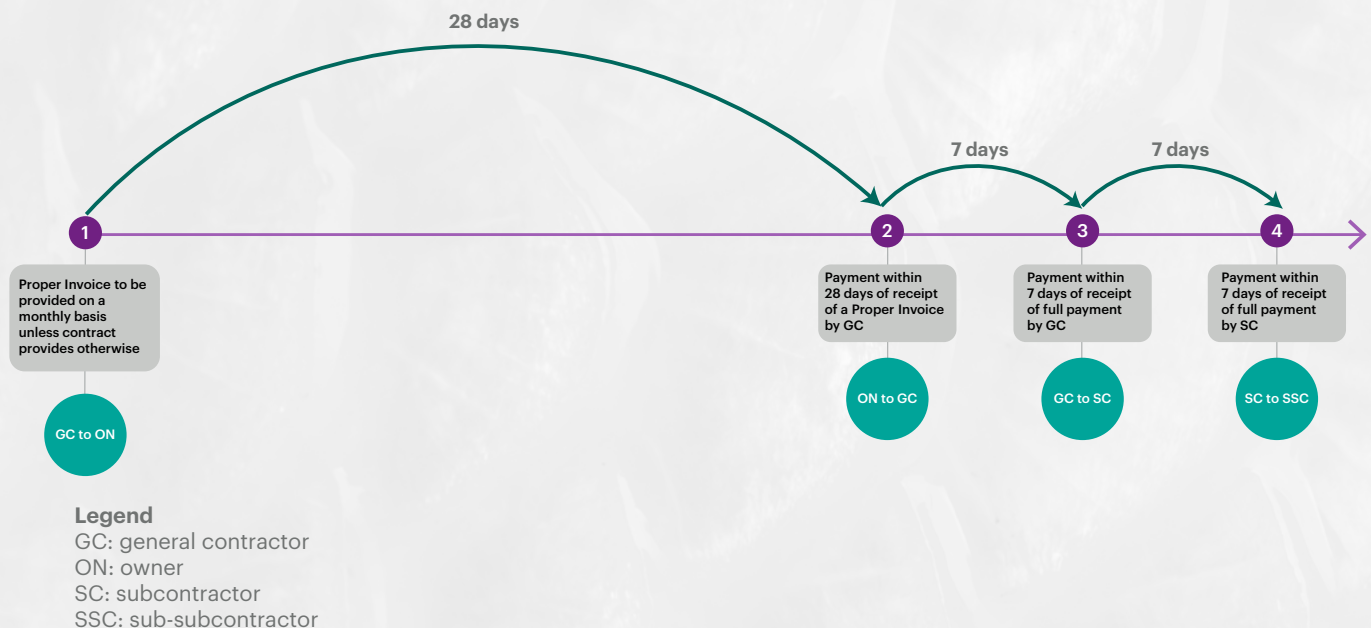 28 days
7 days
7 days
1
2
3
4
Proper Invoice to be
provided on a
monthly basis
unless contract
provides otherwise
Payment within
28 days of receipt
of a Proper Invoice
by GC
Payment within
7 days of receipt
of full payment
by GC
Payment within
7 days of receipt
of full payment
by SC
GC to ON
ON to GC
GC to SC
SC to SSC
Legend
GC: general contractor
ON: owner
SC: subcontractor
SSC: sub-subcontractor